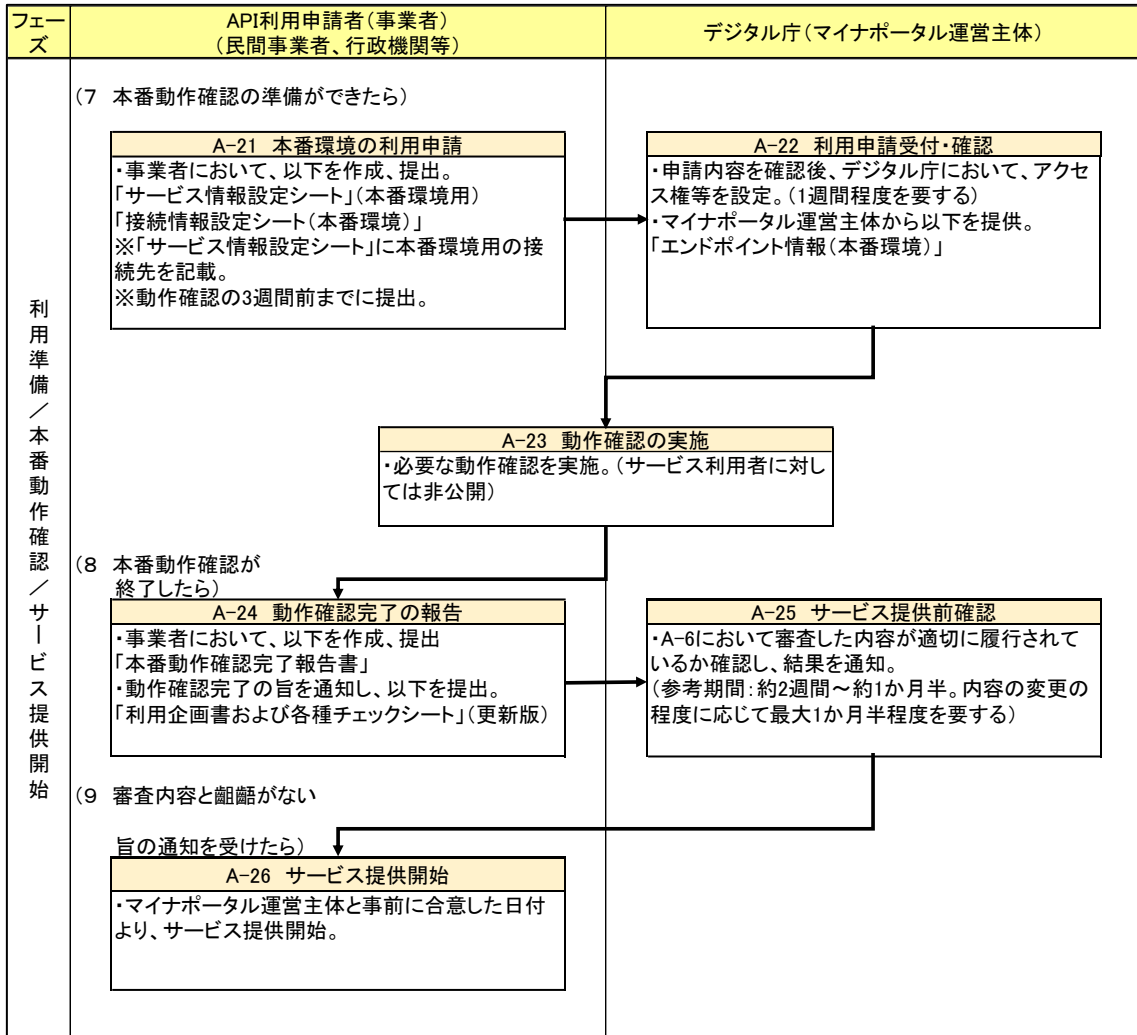 フェーズ
API利用申請者(事業者)
(民間事業者、行政機関等)
デジタル庁(マイナポータル運営主体)
利用準備/本番動作確認/サービス提供開始
(7 本番動作確認の準備ができたら)
A-21 本番環境の利用申請
・事業者において、以下を作成、提出。
「サービス情報設定シート」(本番環境用)
「接続情報設定シート(本番環境)」
※「サービス情報設定シート」に本番環境用の接
続先を記載。
※動作確認の3週間前までに提出。
A-22 利用申請受付・確認
・申請内容を確認後、デジタル庁において、アクセ
ス権等を設定。(1週間程度を要する)
・マイナポータル運営主体から以下を提供。
「エンドポイント情報(本番環境)」
A-23 動作確認の実施
・必要な動作確認を実施。(サービス利用者に対し
ては非公開)
(8 本番動作確認が
終了したら)
A-24 動作確認完了の報告
・事業者において、以下を作成、提出
「本番動作確認完了報告書」
・動作確認完了の旨を通知し、以下を提出。
「利用企画書および各種チェックシート」(更新版)
A-25 サービス提供前確認
・A-6において審査した内容が適切に履行されて
いるか確認し、結果を通知。
(参考期間:約2週間~約1か月半。内容の変更の
程度に応じて最大1か月半程度を要する)
(9 審査内容と齟齬がない
旨の通知を受けたら)
A-26 サービス提供開始
・マイナポータル運営主体と事前に合意した日付
より、サービス提供開始。